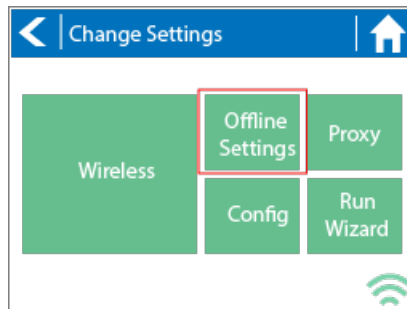 Change Settings
Wireless
Offline
Settings
Proxy
Config
Run
Wizard